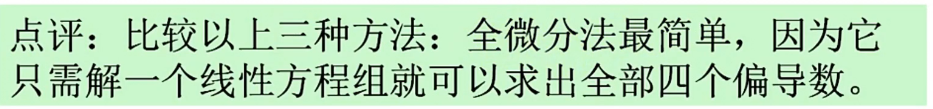 点评：比较以上三种方法：全微分法最简单，因为它
只需解一个线性方程组就可以求出全部四个偏导数。